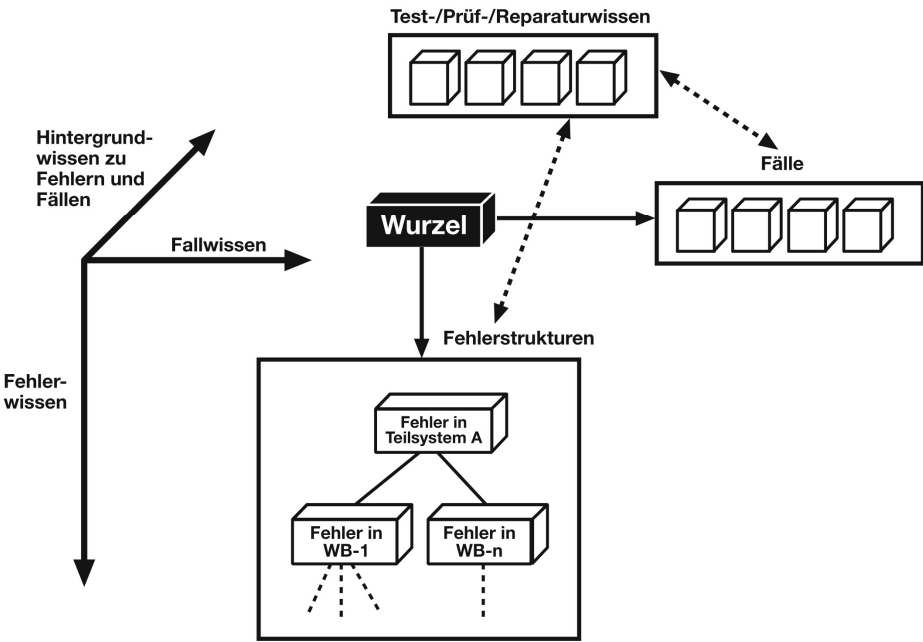 Test-/Prüf-/Reparaturwissen
Hintergrund-
wissen zu
Fehlern und
Fällen
Fälle
Wurzel
Fallwissen
Fehlerstrukturen
Fehler-
wissen
Fehler in
Teilsystem A
Fehler in
WB-1
Fehler in
WB-n